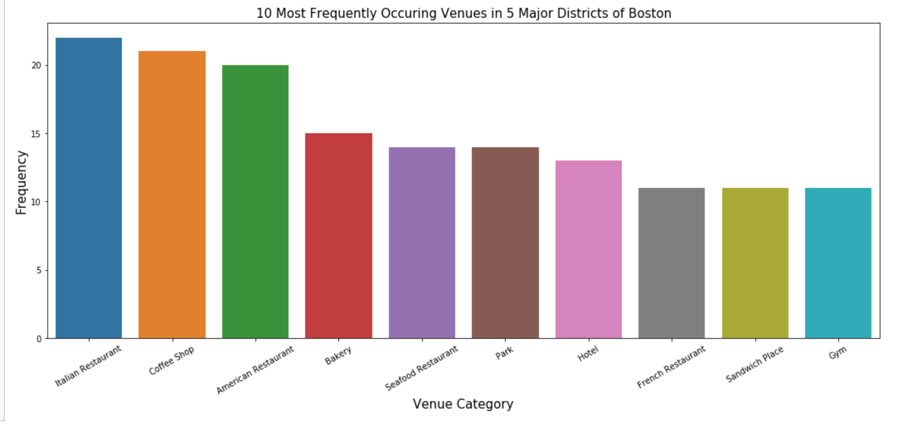 10 Most Frequently Occuring Venues in 5 Major Districts of Boston
Frequency
20
15
10
5
0
Italian Restaurant
Coffee Shop
American Restaurant
Bakery
Seafood Restaurant
Park
Hotel
French Restaurant
Sandwich Place
Gym
Venue Category